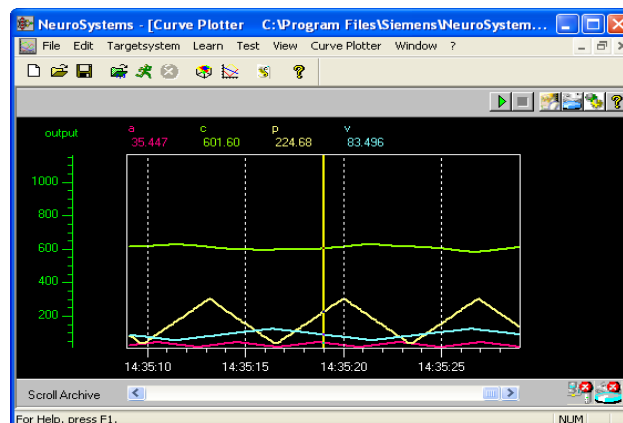 NeuroSystems - [Curve Plotter C:\Program Files\Siemens\NeuroSystem...
File Edit Targetsystem Learn Test View Curve Plotter Window ?
output
a c p v
35.447 601.60 224.68 83.496
1000
800
600
400
200
14:35:10 14:35:15 14:35:20 14:35:25
Scroll Archive
For Help, press F1. NUM